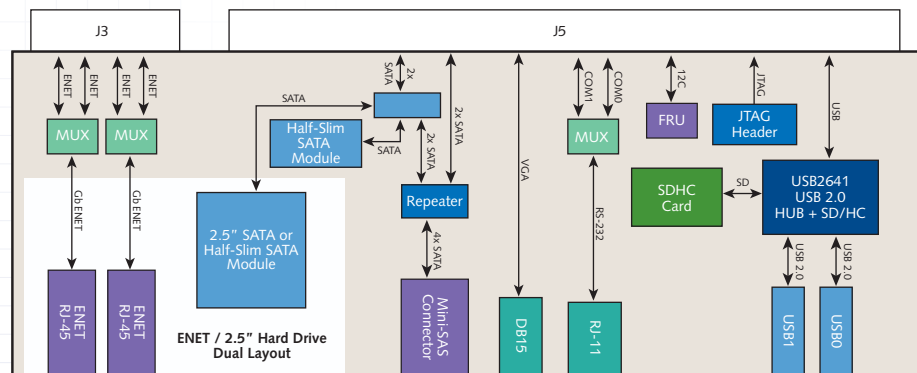 J3
J5
ENET
ENET
ENET
ENET
2x
SATA
2x SATA
COM1
COM0
12C
JTAG
USB
SATA
MUX
MUX
Half-Slim
SATA
Module
SATA
2x SATA
VGA
MUX
FRU
JTAG
Header
Gb ENET
Gb ENET
2.5” SATA or
Half-Slim SATA
Module
Repeater
RS-232
SDHC
Card
SD
USB2641
USB 2.0
HUB + SD/HC
4x SATA
USB 2.0
USB 2.0
ENET
RJ-45
ENET
RJ-45
ENET / 2.5” Hard Drive
Dual Layout
Mini-SAS
Connector
DB15
RJ-11
USB1
USB0